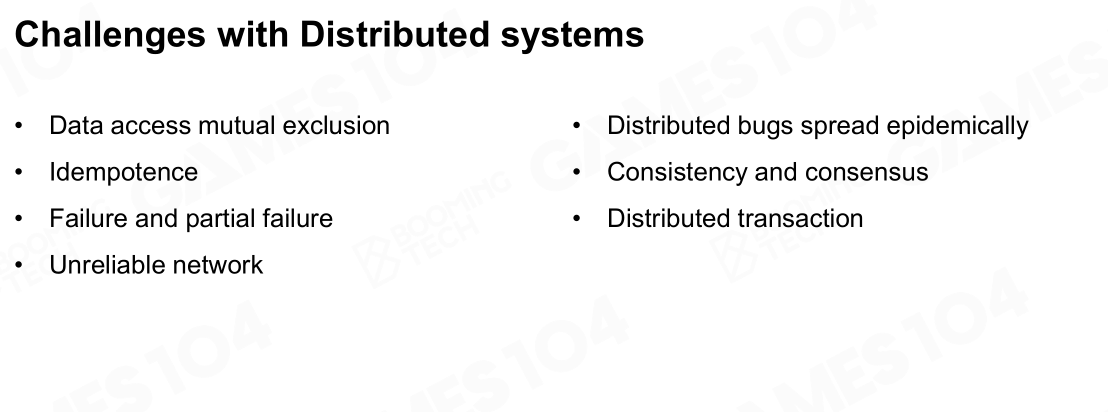 Challenges with Distributed systems
• Data access mutual exclusion
• Idempotence
• Failure and partial failure
• Unreliable network
• Distributed bugs spread epidemically
• Consistency and consensus
• Distributed transaction
GAMES104
BOOMING
TECH